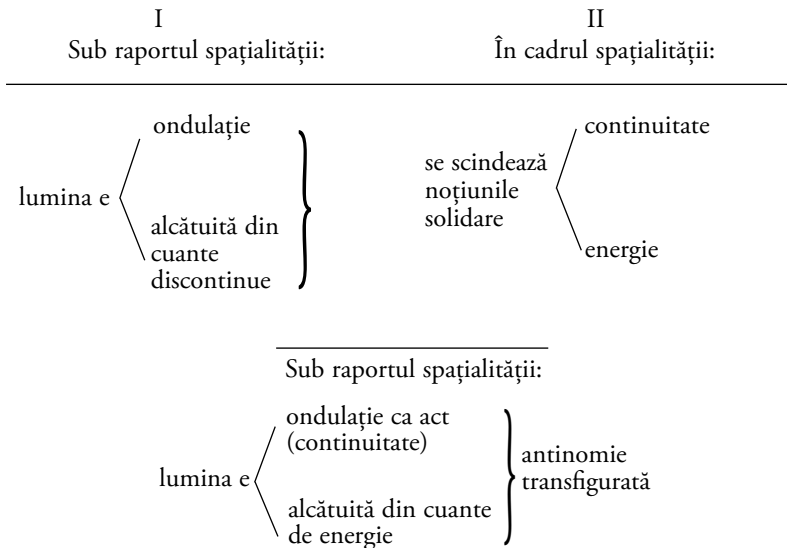 I
Sub raportul spațialității:
II
În cadrul spațialității:
lumina e
ondulație
alcătuită din
cuante
discontinue
se scindează
noțiunile
solidare
continuitate
energie
Sub raportul spațialității:
lumina e
ondulație ca act
(continuitate)
alcătuită din cuante
de energie
antinomie
transfigurată